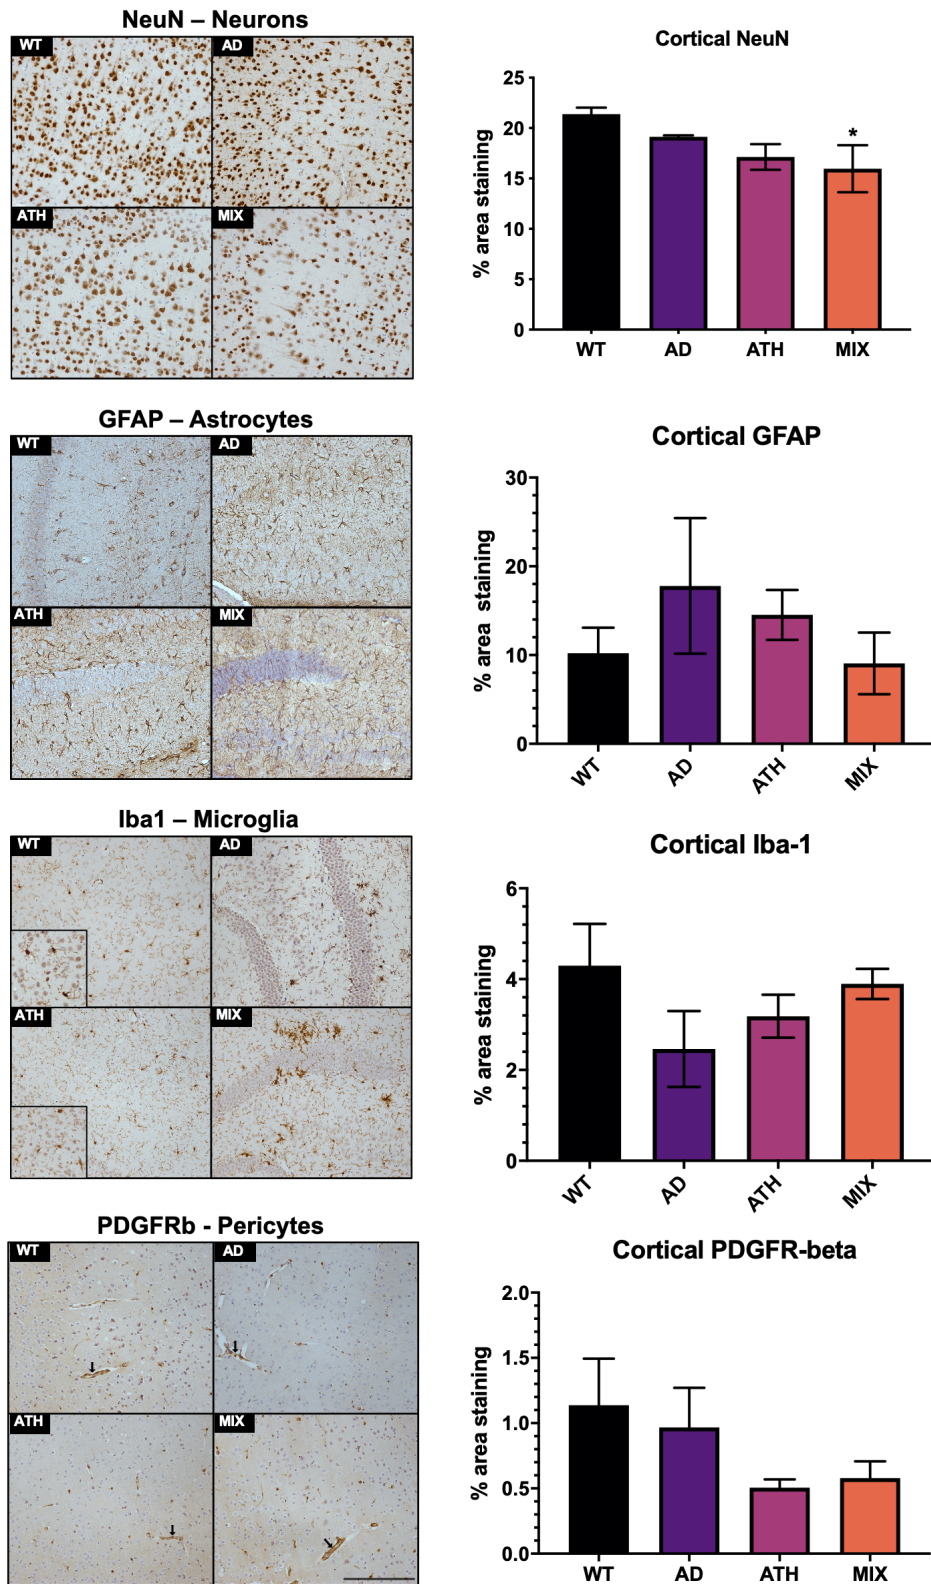 NeuN – Neurons
WT
AD
ATH
MIX
Cortical NeuN
% area staining
25
20
15
10
5
0
*
WT
AD
ATH
MIX
GFAP – Astrocytes
WT
AD
ATH
MIX
Cortical GFAP
% area staining
30
20
10
0
WT
AD
ATH
MIX
Iba1 – Microglia
WT
AD
ATH
MIX
Cortical Iba-1
% area staining
6
4
2
0
WT
AD
ATH
MIX
PDGFRb - Pericytes
WT
AD
ATH
MIX
Cortical PDGFR-beta
% area staining
2.0
1.5
1.0
0.5
0.0
WT
AD
ATH
MIX